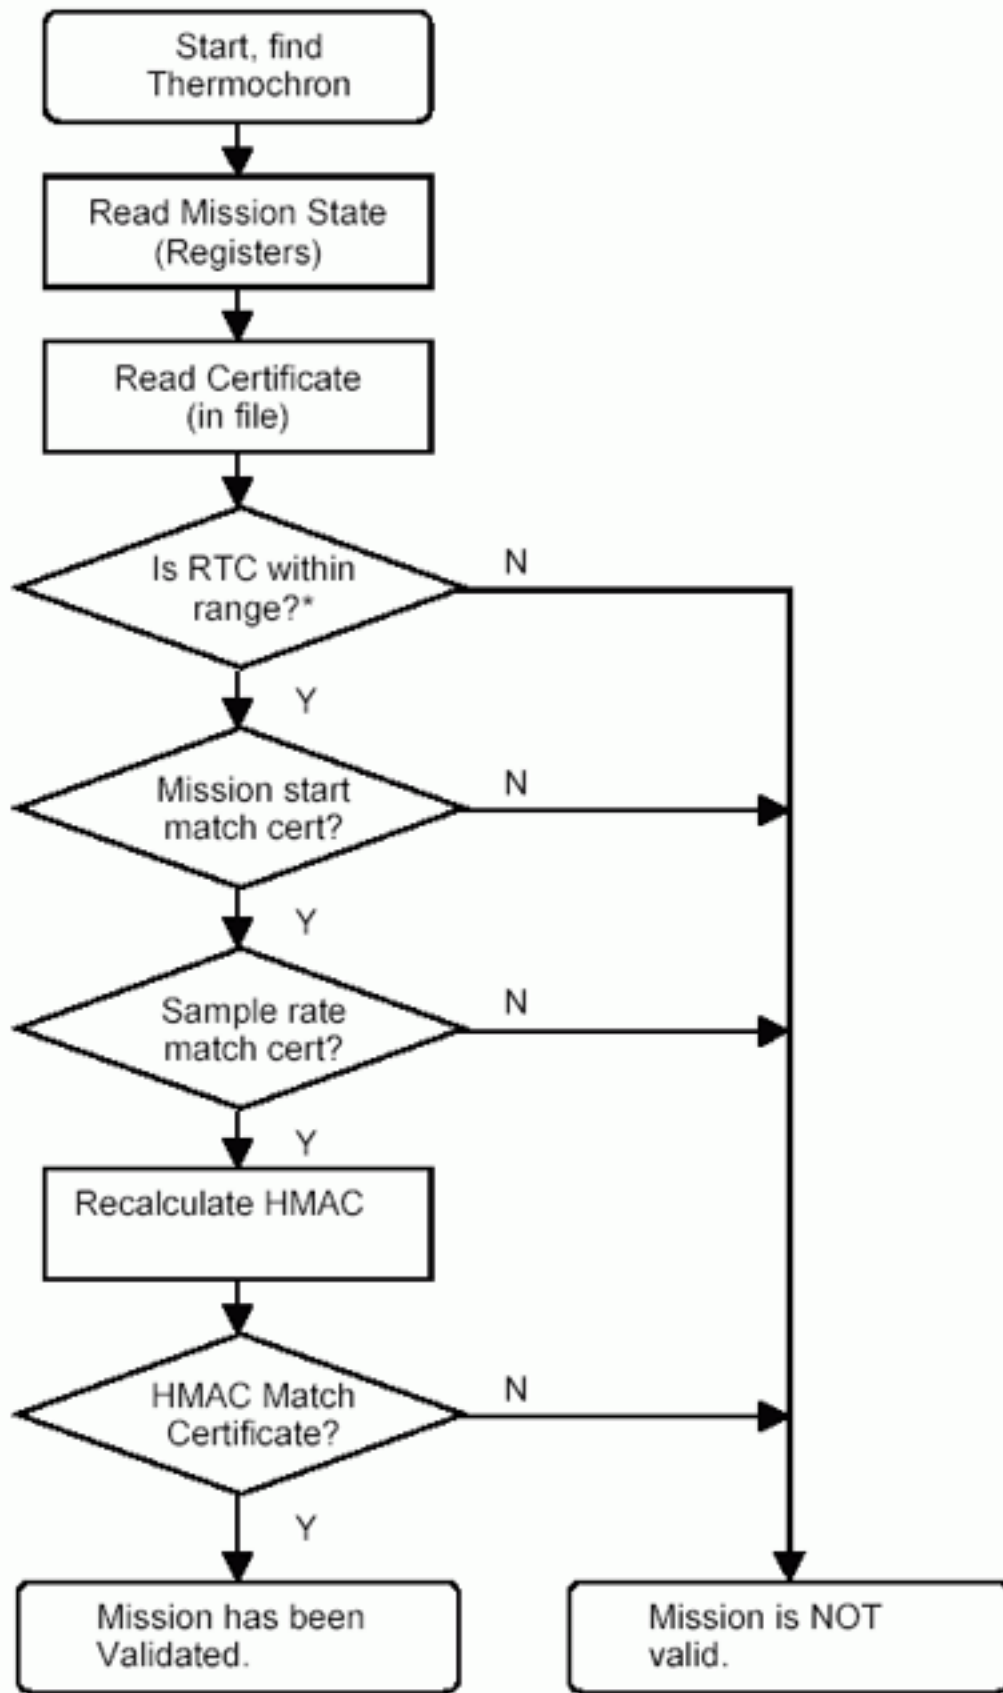 Start, find
Thermochron
Read Mission State
(Registers)
Read Certificate
(in file)
Is RTC within
range?*
N
Y
Mission start
match cert?
N
Y
Sample rate
match cert?
N
Y
Recalculate HMAC
HMAC Match
Certificate?
N
Y
Mission has been
Validated.
Mission is NOT
valid.